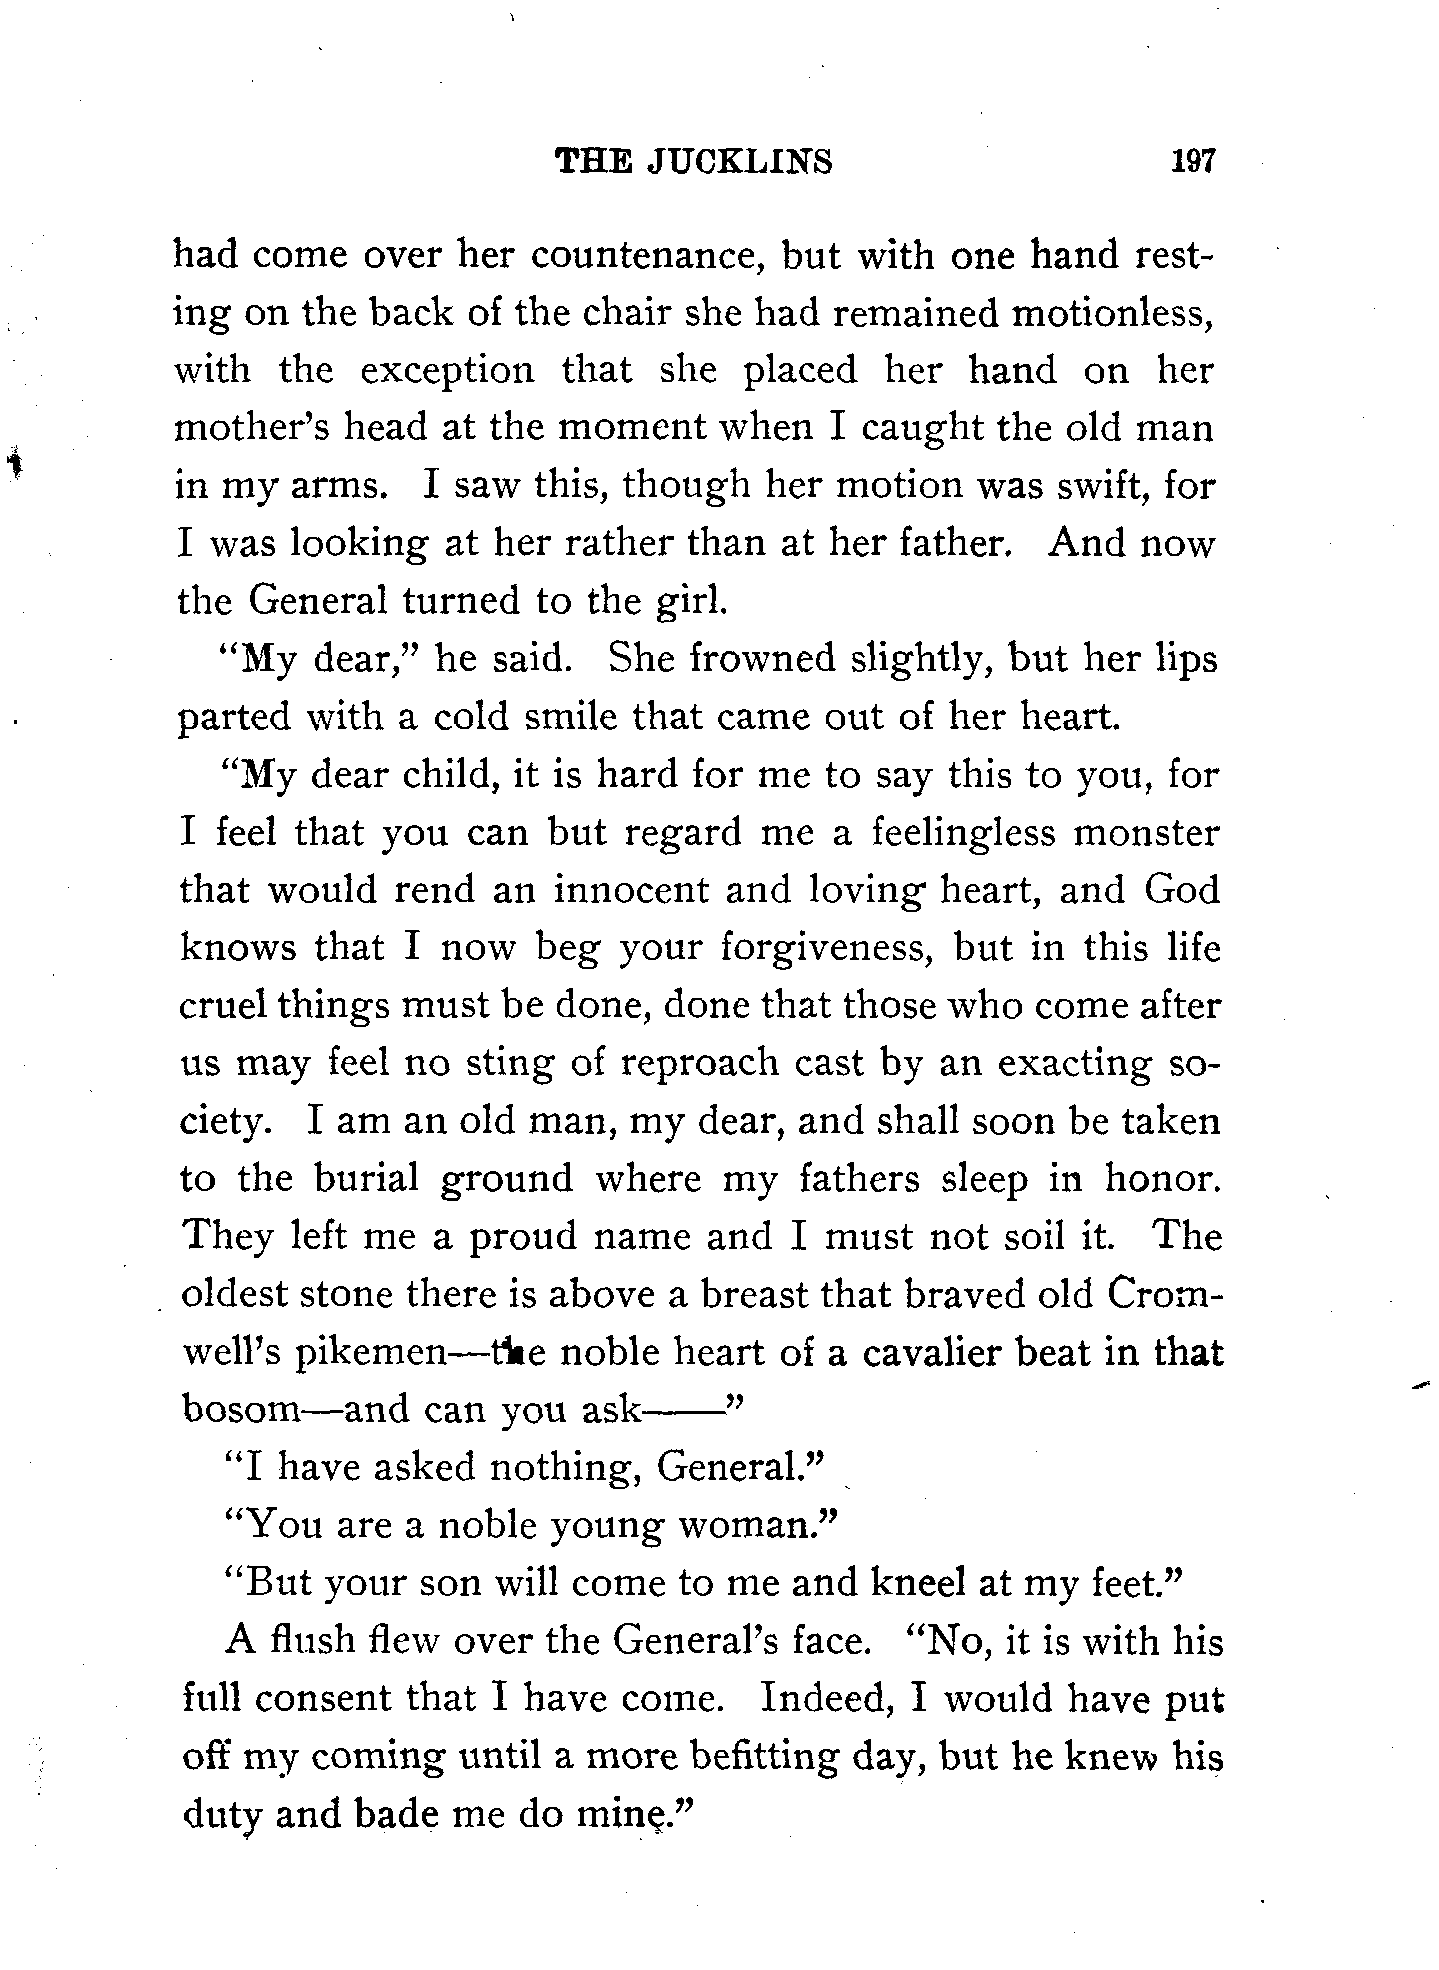 THE JUCKLINS 197
had come over her countenance, but with one hand rest-
ing on the back of the chair she had remained motionless,
with the exception that she placed her hand on her
mother's head at the moment when I caught the old man
in my arms. I saw this, though her motion was swift, for
I was looking at her rather than at her father. And now
the General turned to the girl.
"My dear," he said. She frowned slightly, but her lips
parted with a cold smile that came out of her heart.
"My dear child, it is hard for me to say this to you, for
I feel that you can but regard me a feelingless monster
that would rend an innocent and loving heart, and God
knows that I now beg your forgiveness, but in this life
cruel things must be done, done that those who come after
us may feel no sting of reproach cast by an exacting so-
ciety. I am an old man, my dear, and shall soon be taken
to the burial ground where my fathers sleep in honor.
They left me a proud name and I must not soil it. The
oldest stone there is above a breast that braved old Crom-
well's pikemen—the noble heart of a cavalier beat in that
bosom—and can you ask——"
"I have asked nothing, General."
"You are a noble young woman."
"But your son will come to me and kneel at my feet."
A flush flew over the General's face. "No, it is with his
full consent that I have come. Indeed, I would have put
off my coming until a more befitting day, but he knew his
duty and bade me do mine."